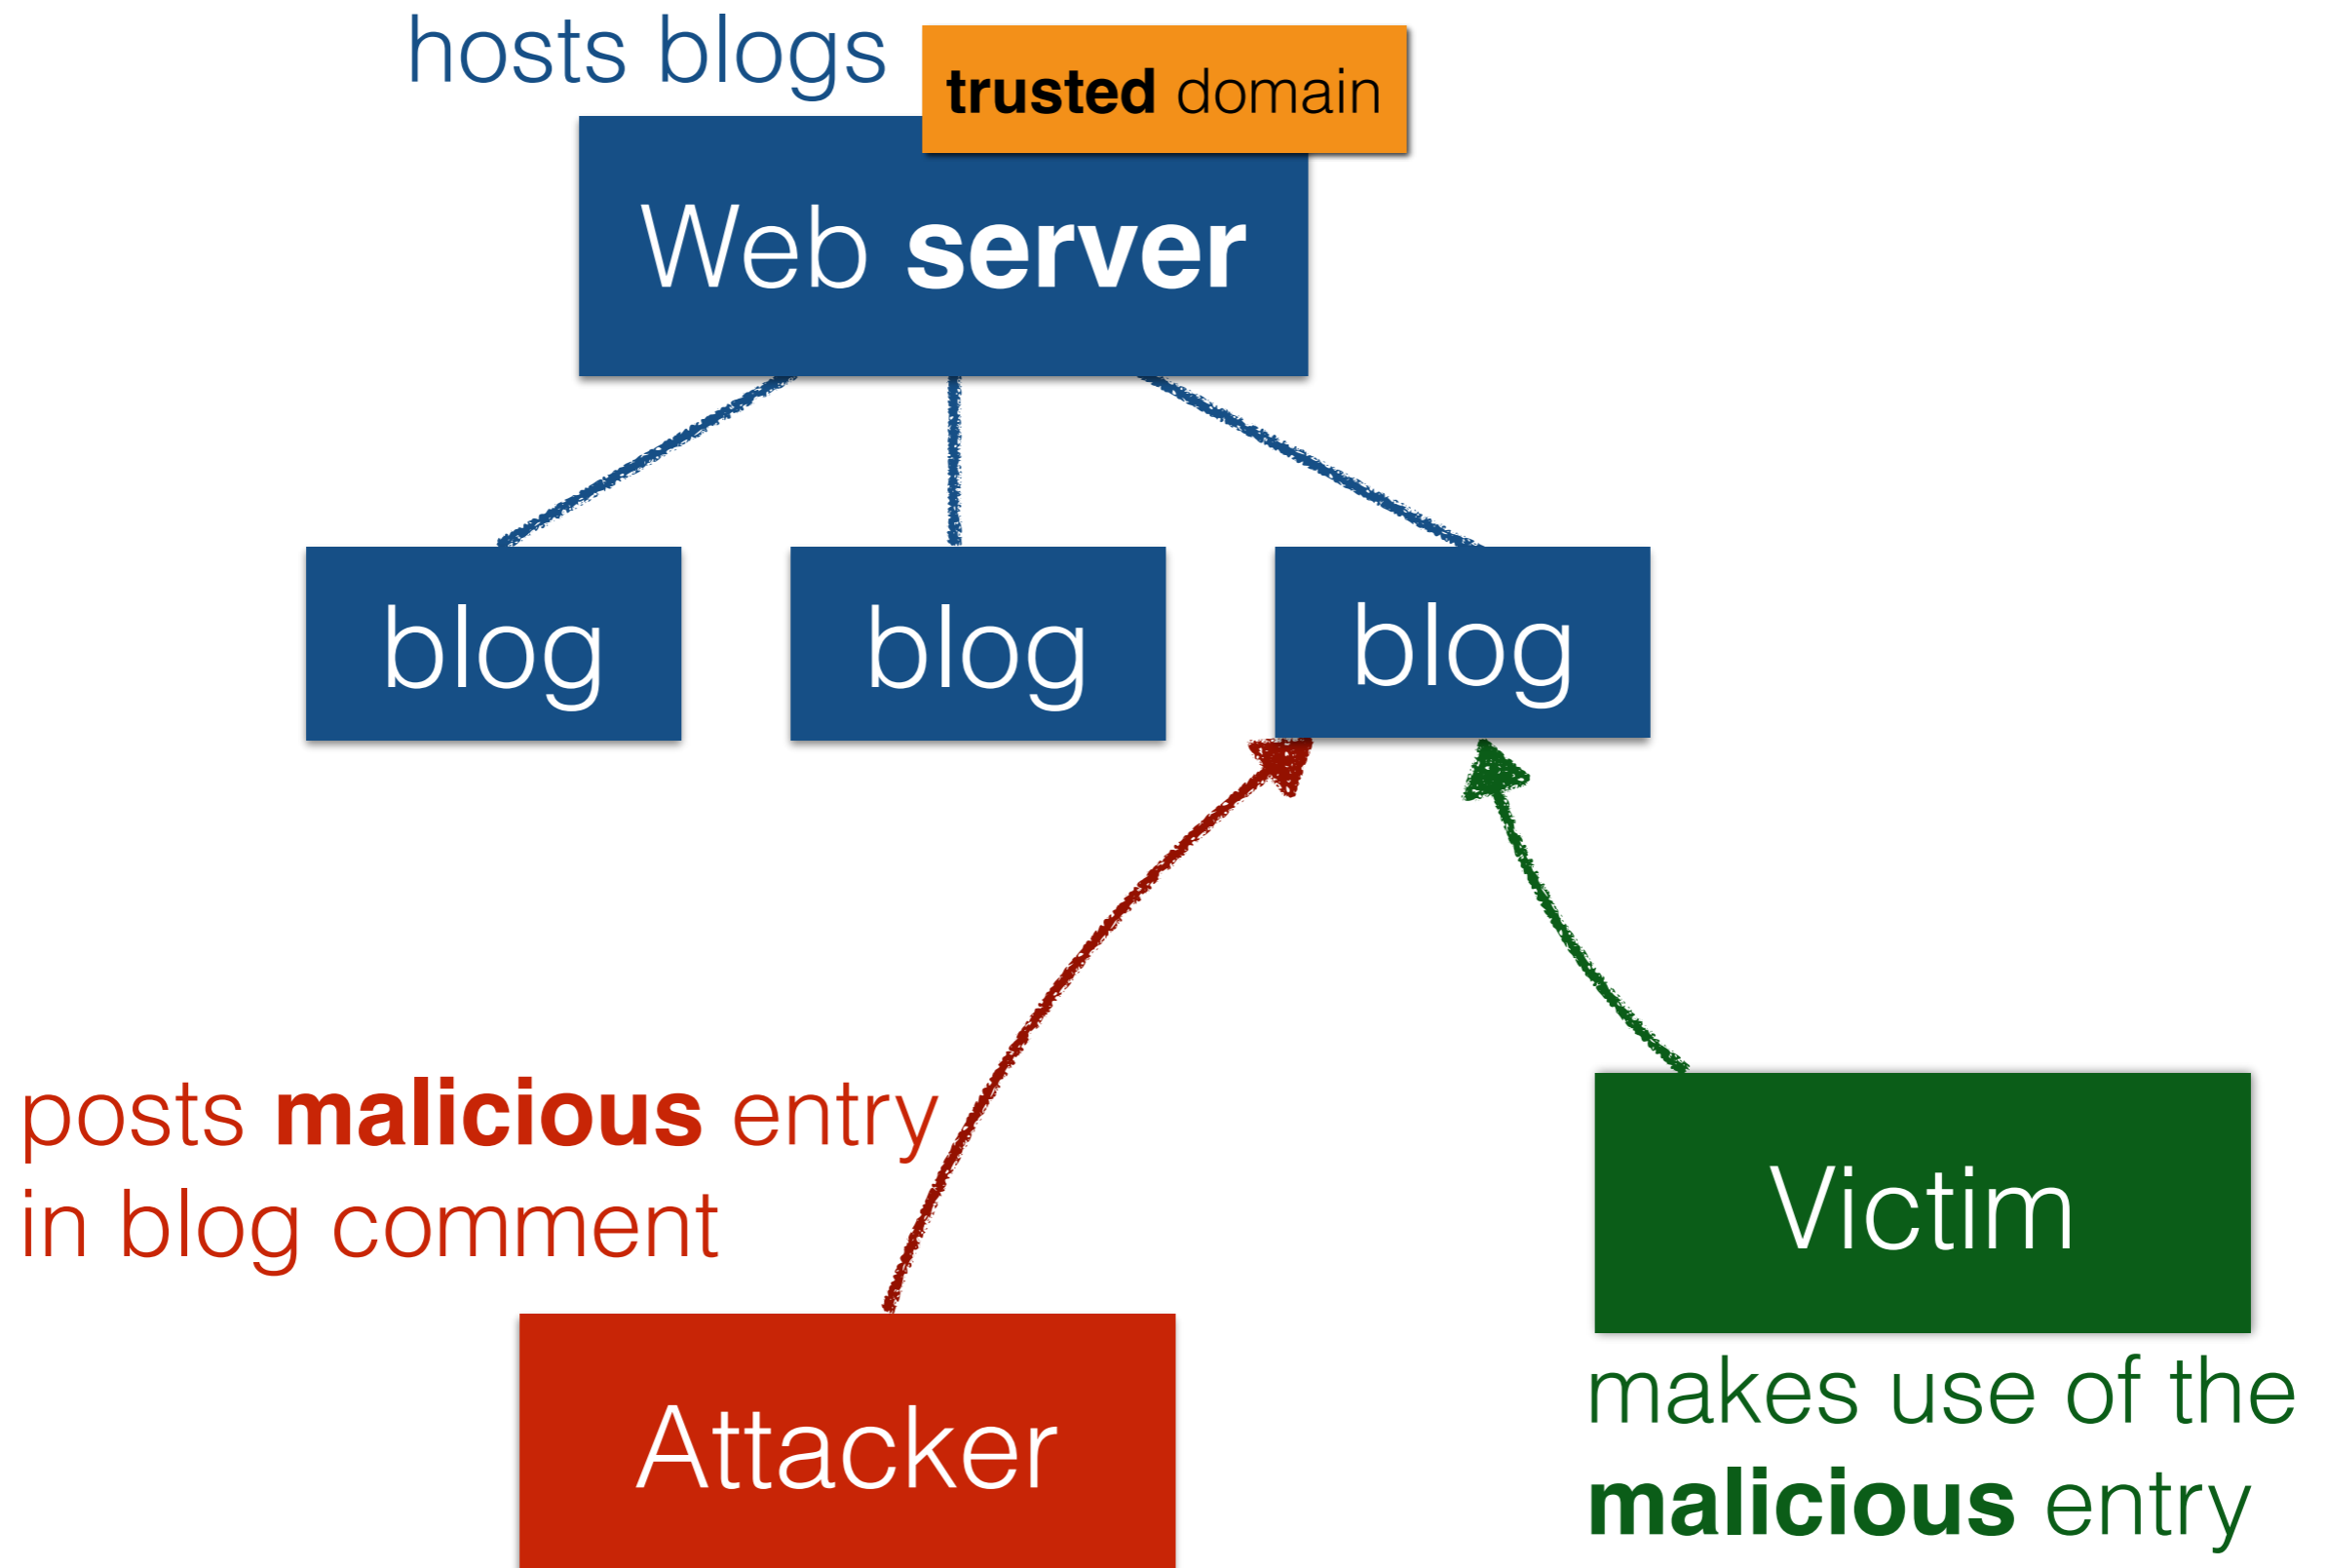 hosts blogs
trusted domain
Web server
blog
blog
blog
posts malicious entry
in blog comment
Victim
makes use of the
malicious entry
Attacker